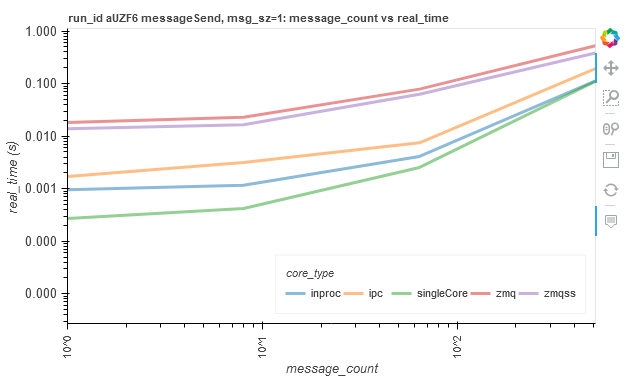 run_id aUZF6 messageSend, msg_sz=1: message_count vs real_time
1.000
0.100
0.010
0.001
0.000
0.000
real_time (s)
core_type
inproc ipc singleCore zmq zmqss
10^0 10^1 10^2
message_count